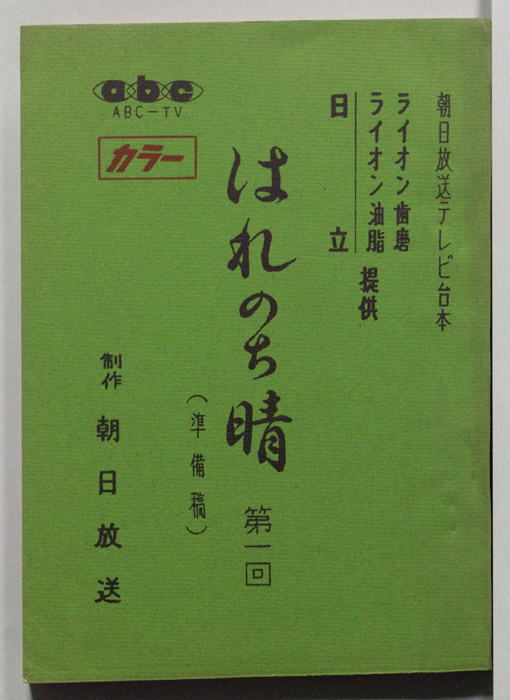 朝日放送テレビ台本
ライオン歯磨
ライオン油脂
日立
提供
はれのち晴 第一回
(準備稿)
abc
ABC-TV
カラー
制作 朝日放送